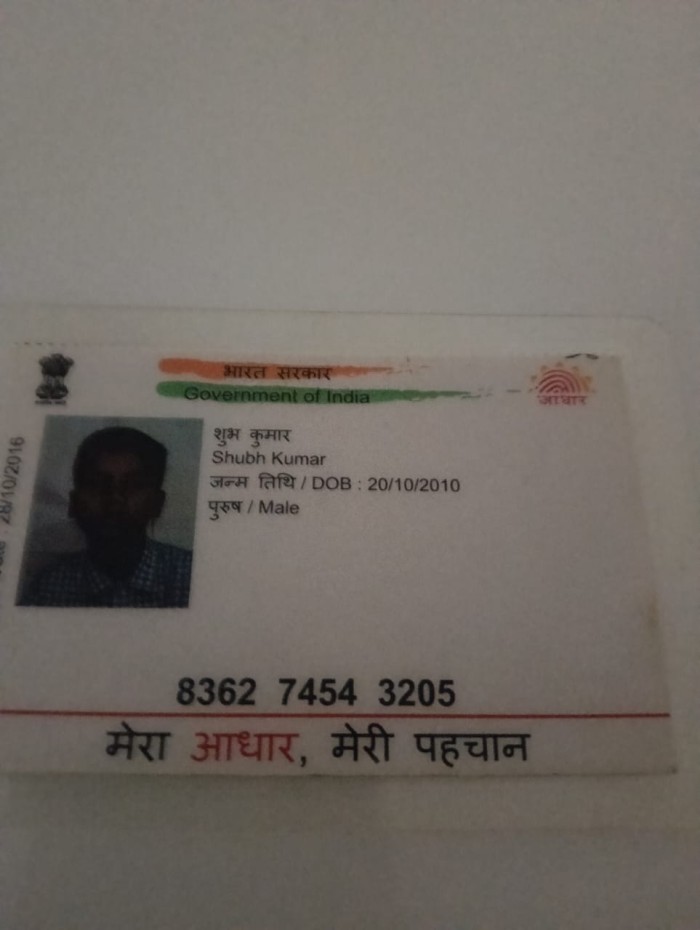 भारत सरकार
Government of India
आधार
28/10/2016
शुभ कुमार
Shubh Kumar
जन्म तिथि / DOB : 20/10/2010
पुरुष / Male
8362 7454 3205
मेरा आधार, मेरी पहचान